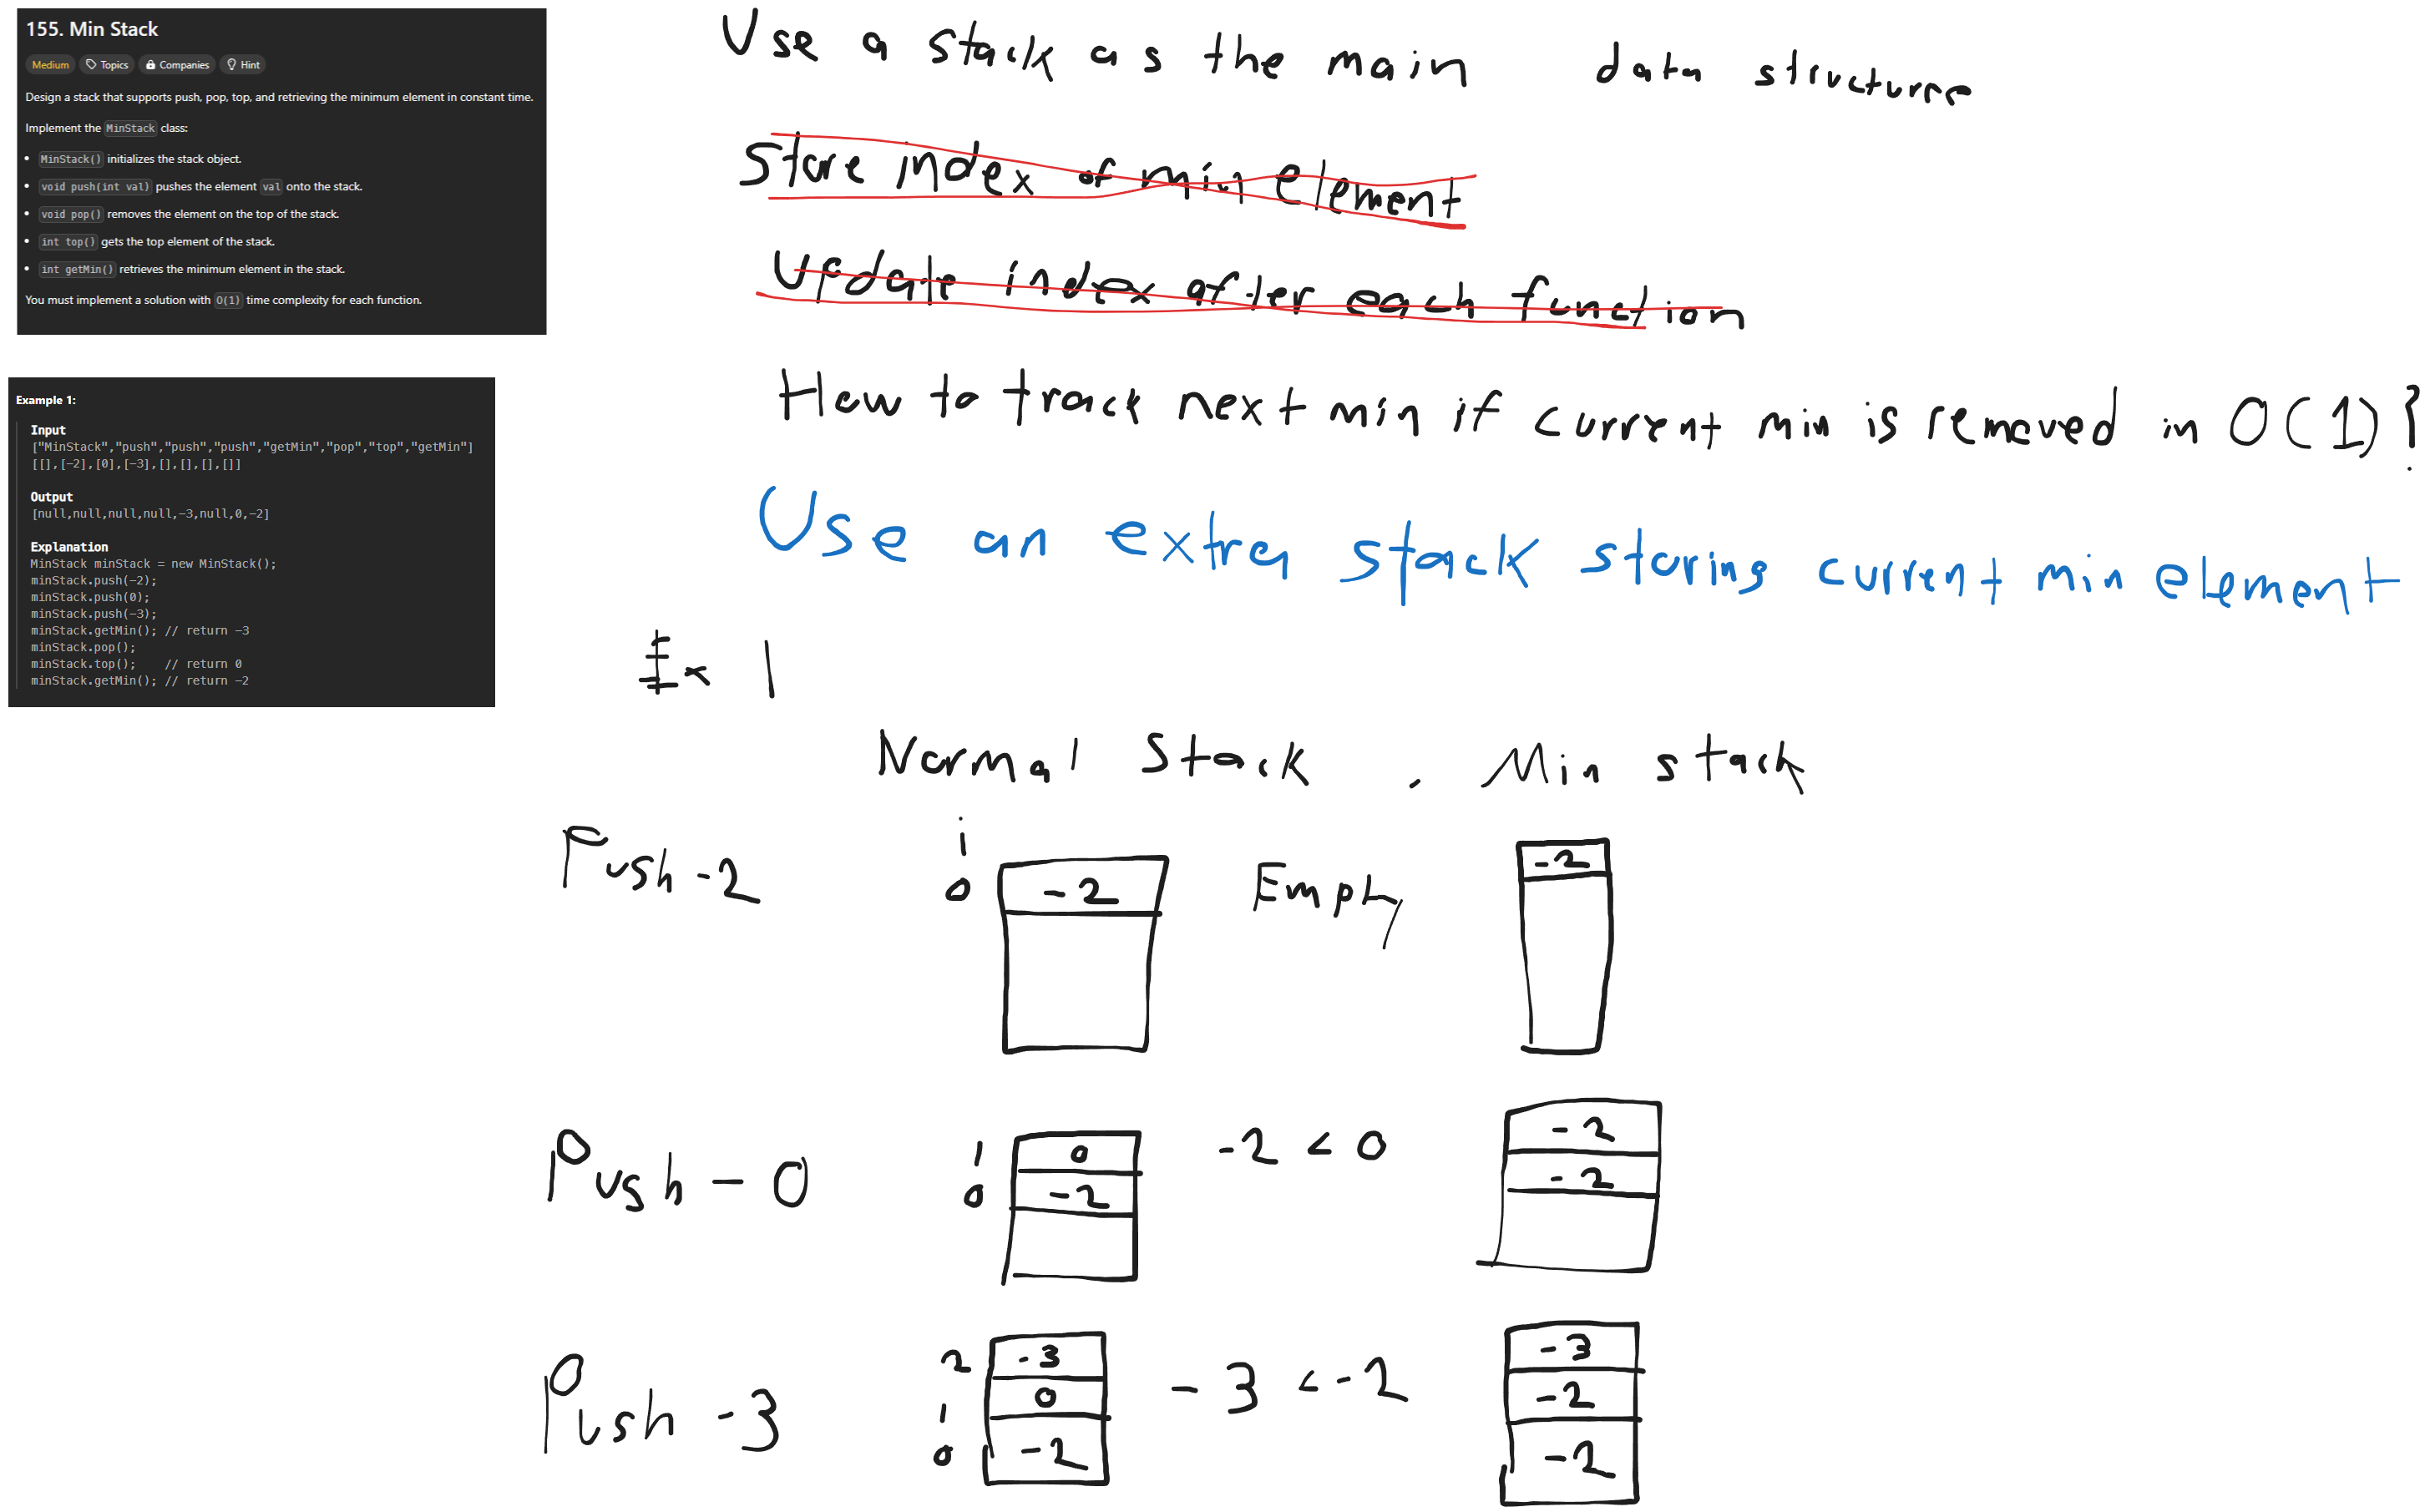 155. Min Stack
Medium Topics Companies Hint
Design a stack that supports push, pop, top, and retrieving the minimum element in constant time.
Implement the MinStack class:
• MinStack() initializes the stack object.
• void push(int val) pushes the element val onto the stack.
• void pop() removes the element on the top of the stack.
• int top() gets the top element of the stack.
• int getMin() retrieves the minimum element in the stack.
You must implement a solution with O(1) time complexity for each function.
Example 1:
Input
["MinStack","push","push","push","getMin","pop","top","getMin"]
[[],[-2],[0],[-3],[],[],[],[]]
Output
[null,null,null,null,-3,null,0,-2]
Explanation
MinStack minStack = new MinStack();
minStack.push(-2);
minStack.push(0);
minStack.push(-3);
minStack.getMin(); // return -3
minStack.pop();
minStack.top();    // return 0
minStack.getMin(); // return -2
Use a stack as the main data structure
Store index of min element
Update index after each function
How to track next min if current min is removed in O(1)?
Use an extra stack storing current min element
Ex 1
Normal Stack . Min stack
i
Push -2 0 -2 Empty -2
Push - 0 1 0 -2 < 0 -2
0 -2 -2
Push -3 2 -3 -3 < -2 -3
1 0 -2
0 -2 -2